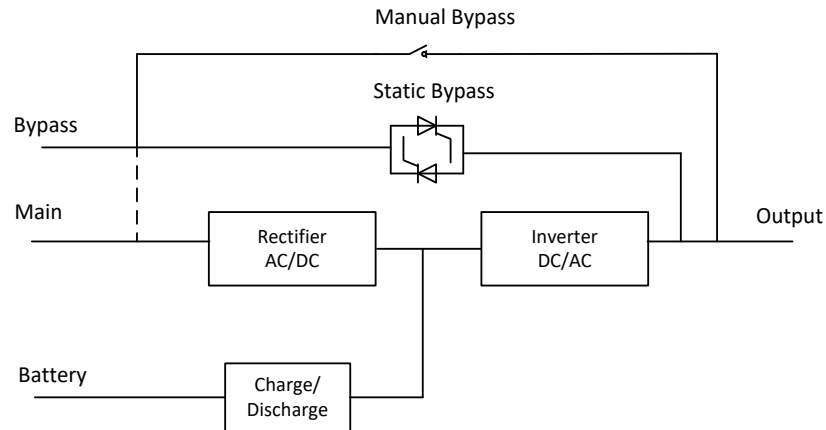 Manual Bypass
Static Bypass
Bypass
Main
Rectifier
AC/DC
Inverter
DC/AC
Output
Battery
Charge/
Discharge